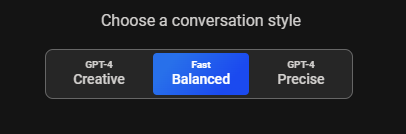 Choose a conversation style
GPT-4 Fast GPT-4
Creative Balanced Precise